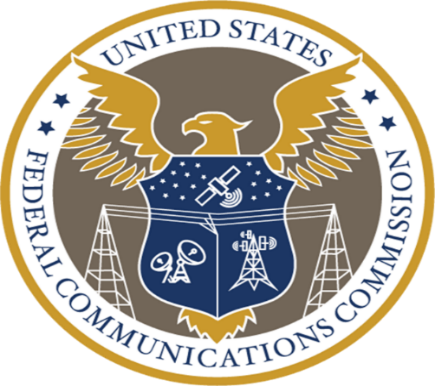 UNITED STATES
FEDERAL COMMUNICATIONS COMMISSION